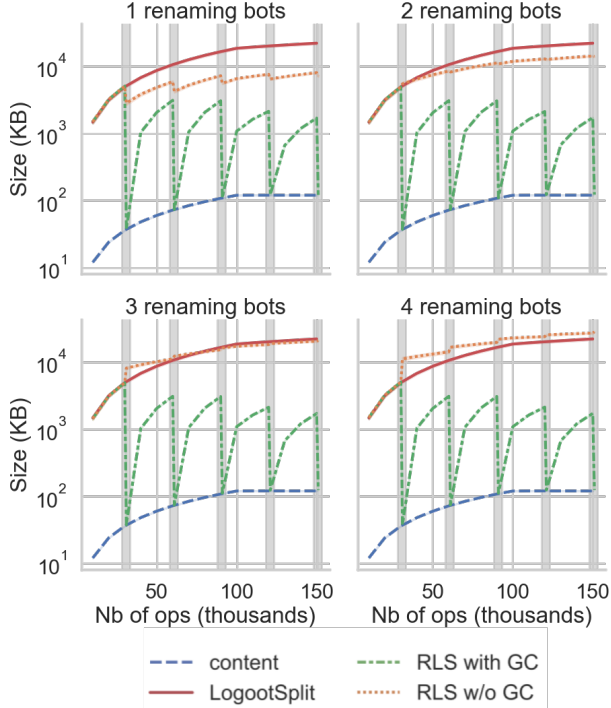 1 renaming bots 2 renaming bots
Size (KB)
10^4
10^3
10^2
10^1
3 renaming bots 4 renaming bots
Size (KB)
10^4
10^3
10^2
10^1
50 100 150 50 100 150
Nb of ops (thousands) Nb of ops (thousands)
content RLS with GC
LogootSplit RLS w/o GC